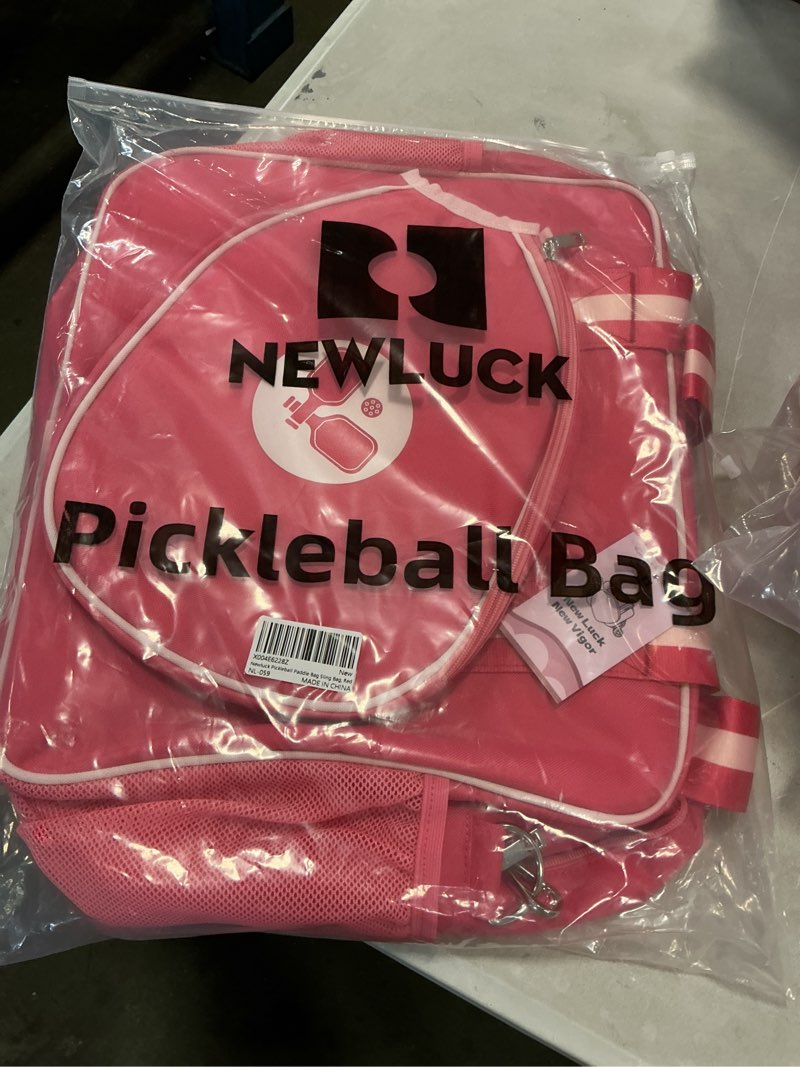 NEWLUCK
Pickleball Bag
New Luck
New Vigor
X004E6228Z
New
Newluck Pickleball Paddle Bag Sling Bag, Red
NL-059
MADE IN CHINA